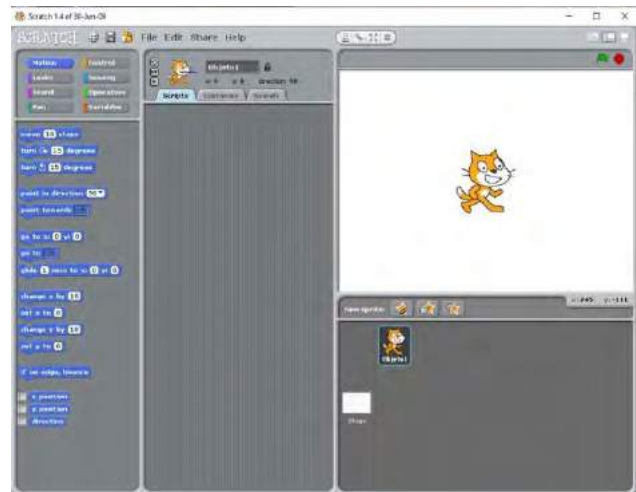 Scratch 1.4 of 30-Jun-09
SCRATCH File Edit Share Help
Motion Control
Looks Sensing
Sound Operators
Pen Variables
Objeto1
direction: 90
Scripts Costumes Sounds
move 10 steps
turn 15 degrees
turn 15 degrees
point in direction 90
point towards
go to x: 0 y: 0
go to
glide 1 secs to x: 0 y: 0
change x by 10
set x to 0
change y by 10
set y to 0
if on edge, bounce
x position
y position
direction
New sprite:
Objeto1
Stage